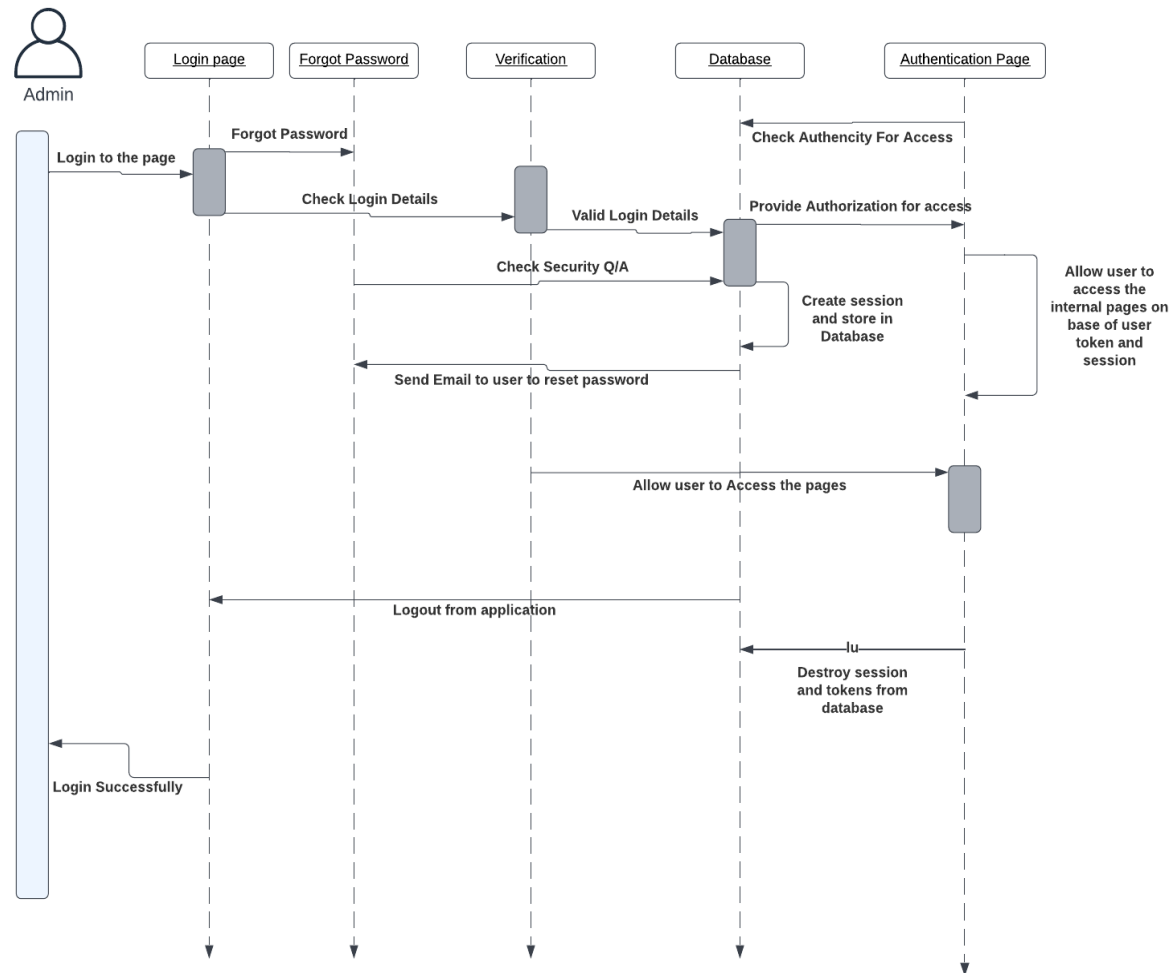 Login page
Forgot Password
Verification
Database
Authentication Page
Admin
Forgot Password
Check Authencity For Access
Login to the page
Check Login Details
Provide Authorization for access
Valid Login Details
Check Security Q/A
Allow user to
access the
internal pages on
base of user
token and
session
Create session
and store in
Database
Send Email to user to reset password
Allow user to Access the pages
Logout from application
lu
Destroy session
and tokens from
database
Login Successfully